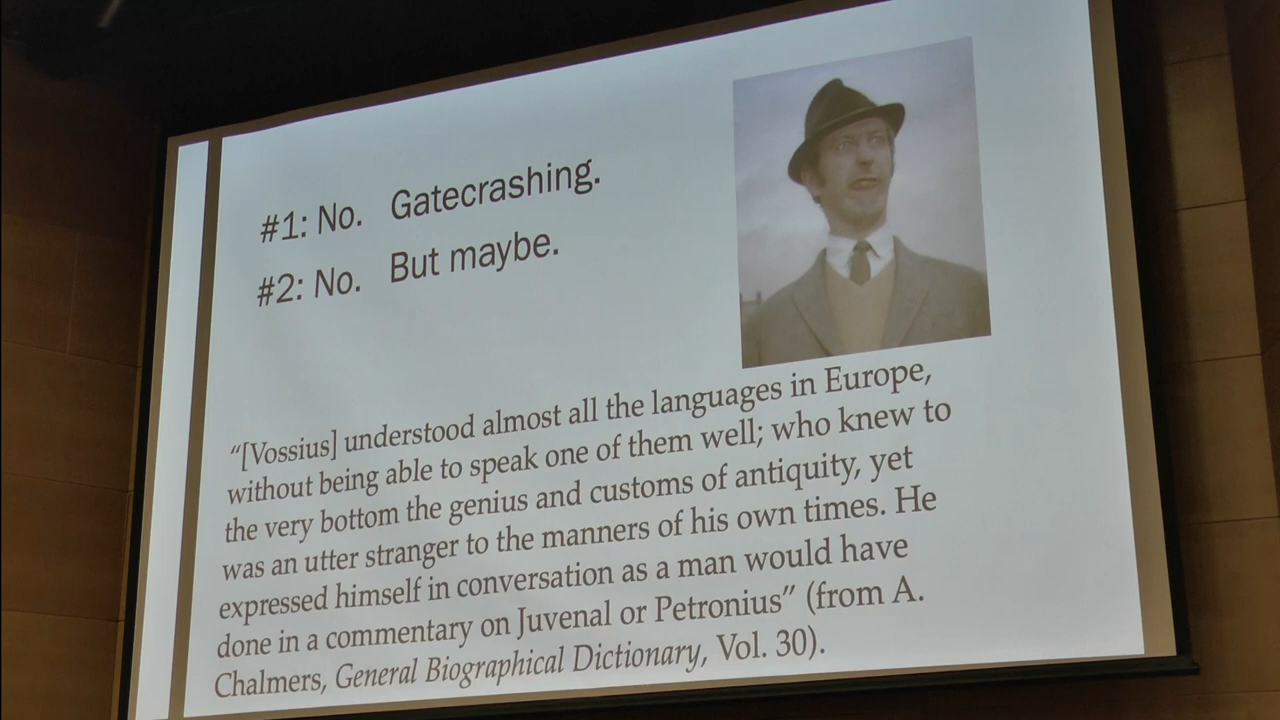 #1: No. Gatecrashing.
#2: No. But maybe.
“[Vossius] understood almost all the languages in Europe,
without being able to speak one of them well; who knew to
the very bottom the genius and customs of antiquity, yet
was an utter stranger to the manners of his own times. He
expressed himself in conversation as a man would have
done in a commentary on Juvenal or Petronius” (from A.
Chalmers, General Biographical Dictionary, Vol. 30).